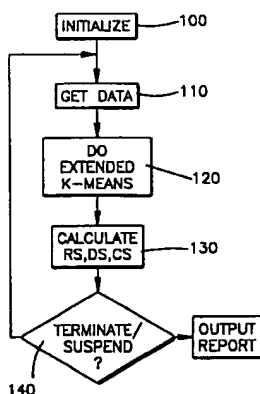 INITIALIZE
100
GET DATA
110
DO
EXTENDED
K-MEANS
120
CALCULATE
RS,DS,CS
130
TERMINATE/
SUSPEND
?
140
OUTPUT
REPORT